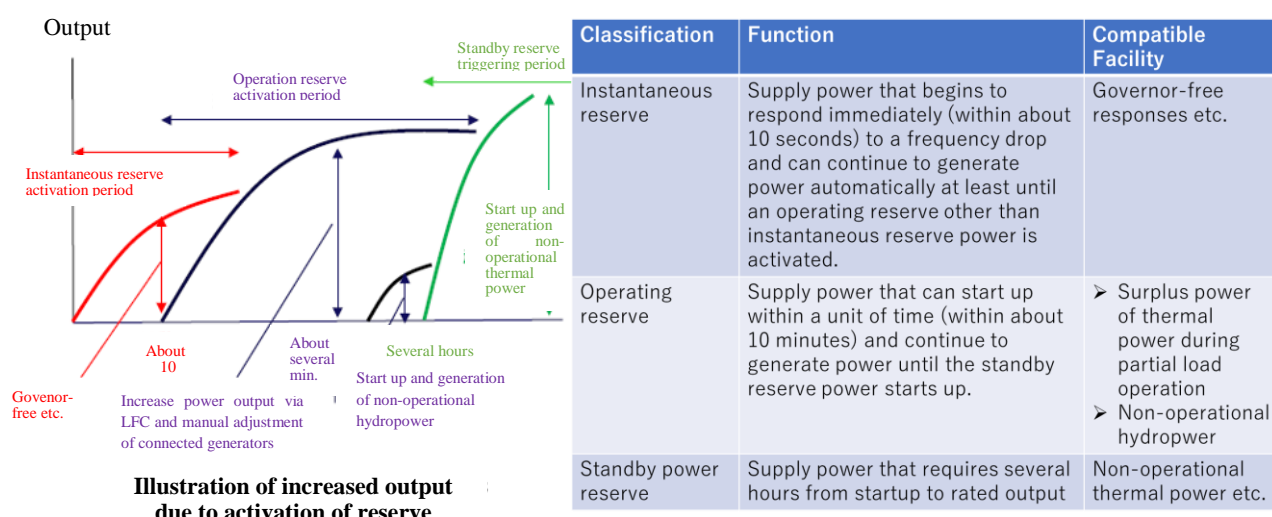 Output
Standby reserve
triggering period
Operation reserve
activation period
Instantaneous reserve
activation period
Start up and
generation
of non-
operational
thermal
power
About
10
About
several
min.
Several hours
Govenor-
free etc.
Increase power output via
LFC and manual adjustment
of connected generators
Start up and generation
of non-operational
hydropower
Illustration of increased output
due to activation of reserve
Classification Function Compatible
Facility
Instantaneous
reserve
Supply power that begins to
respond immediately (within about
10 seconds) to a frequency drop
and can continue to generate
power automatically at least until
an operating reserve other than
instantaneous reserve power is
activated.
Governor-free
responses etc.
Operating
reserve
Supply power that can start up
within a unit of time (within about
10 minutes) and continue to
generate power until the standby
reserve power starts up.
➢ Surplus power
of thermal
power during
partial load
operation
➢ Non-operational
hydropwer
Standby power
reserve
Supply power that requires several
hours from startup to rated output
Non-operational
thermal power etc.